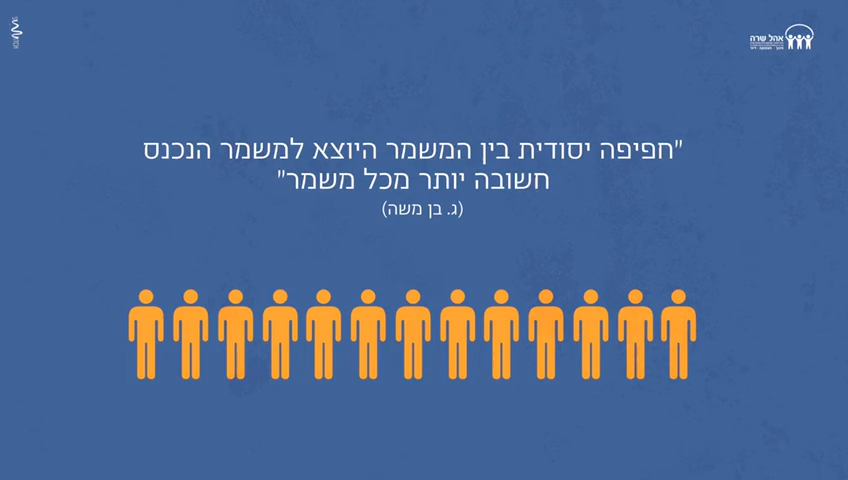 אהל שרה
"חפיפה יסודית בין המשמר היוצא למשמר הנכנס
חשובה יותר מכל משמר"
(ג. בן משה)